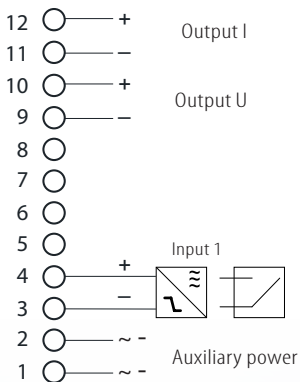 12 +
Output I
11 –
10 +
Output U
9 –
8
7
6
5
Input 1
4 +
3 –
2 ~ -
Auxiliary power
1 ~ -